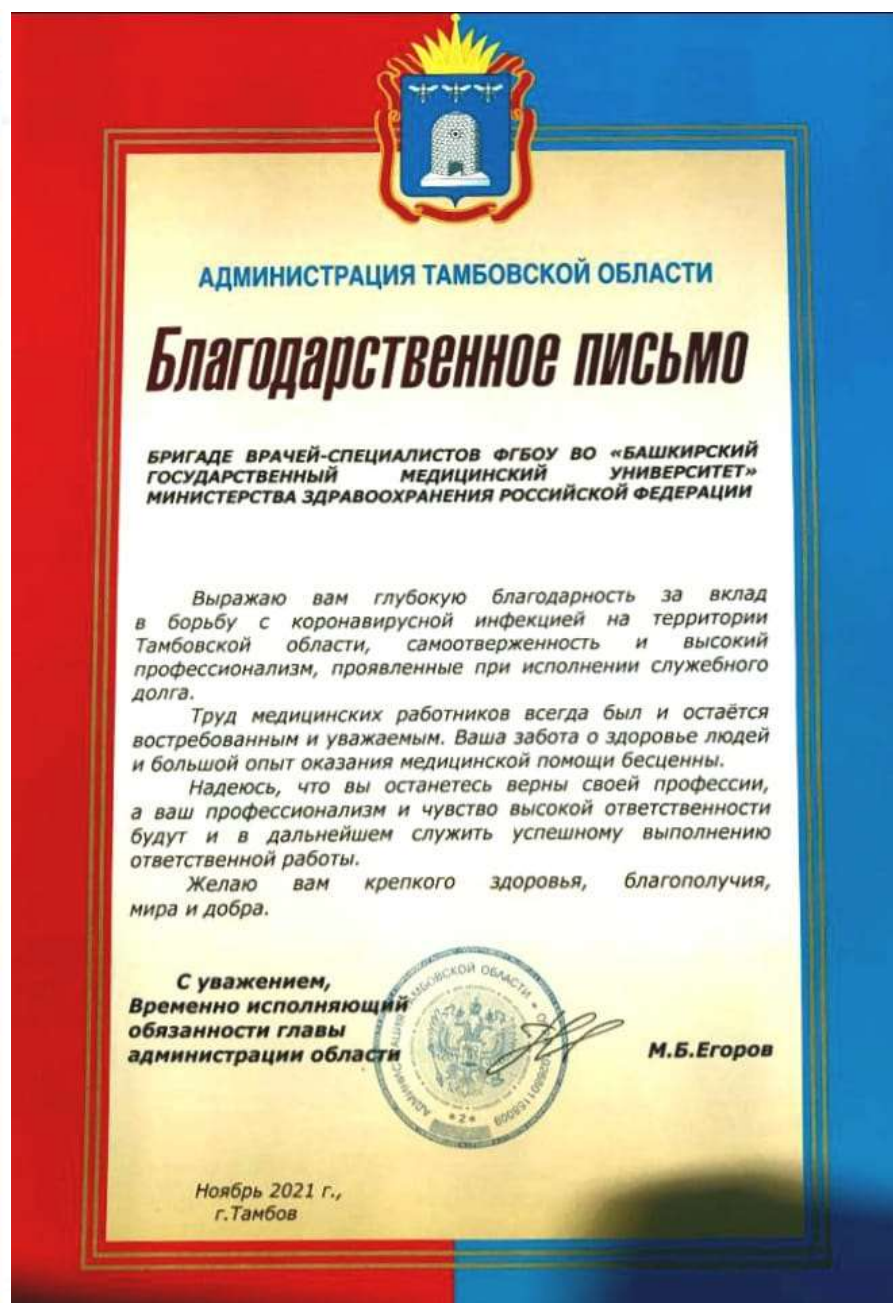 АДМИНИСТРАЦИЯ ТАМБОВСКОЙ ОБЛАСТИ
Благодарственное письмо
БРИГАДЕ ВРАЧЕЙ-СПЕЦИАЛИСТОВ ФГБОУ ВО «БАШКИРСКИЙ
ГОСУДАРСТВЕННЫЙ МЕДИЦИНСКИЙ УНИВЕРСИТЕТ»
МИНИСТЕРСТВА ЗДРАВООХРАНЕНИЯ РОССИЙСКОЙ ФЕДЕРАЦИИ
Выражаю вам глубокую благодарность за вклад
в борьбу с коронавирусной инфекцией на территории
Тамбовской области, самоотверженность и высокий
профессионализм, проявленные при исполнении служебного
долга.
Труд медицинских работников всегда был и остаётся
востребованным и уважаемым. Ваша забота о здоровье людей
и большой опыт оказания медицинской помощи бесценны.
Надеюсь, что вы останетесь верны своей профессии,
а ваш профессионализм и чувство высокой ответственности
будут и в дальнейшем служить успешному выполнению
ответственной работы.
Желаю вам крепкого здоровья, благополучия,
мира и добра.
С уважением,
Временно исполняющий
обязанности главы
администрации области
М.Б.Егоров
АДМИНИСТРАЦИЯ ТАМБОВСКОЙ ОБЛАСТИ
*2*
Ноябрь 2021 г.,
г.Тамбов